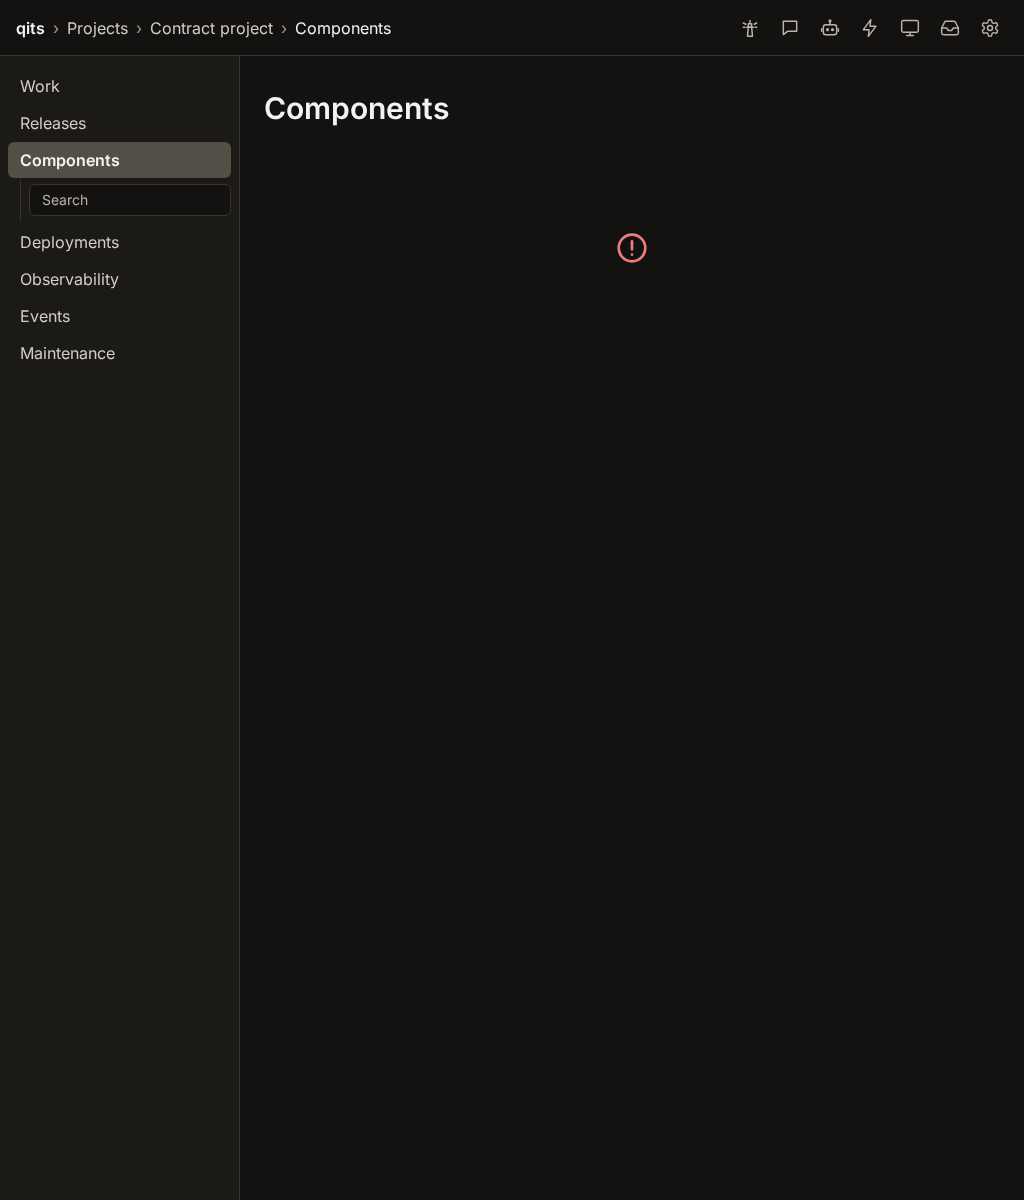 qits › Projects › Contract project › Components
Work
Releases
Components
Search
Deployments
Observability
Events
Maintenance
Components